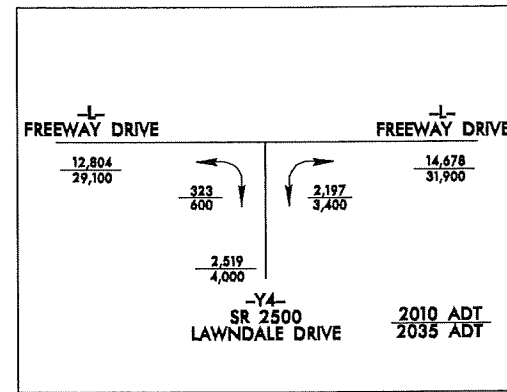 -L-
FREEWAY DRIVE
-L-
FREEWAY DRIVE
12,804
29,100
323
600
2,197
3,400
14,678
31,900
2,519
4,000
-Y4-
SR 2500
LAWNDALE DRIVE
2010 ADT
2035 ADT